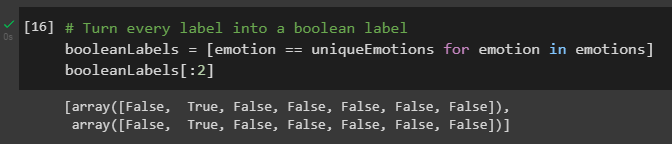 [16] # Turn every label into a boolean label
booleanLabels = [emotion == uniqueEmotions for emotion in emotions]
booleanLabels[:2]
0s
[array([False,  True, False, False, False, False, False]),
 array([False,  True, False, False, False, False, False])]